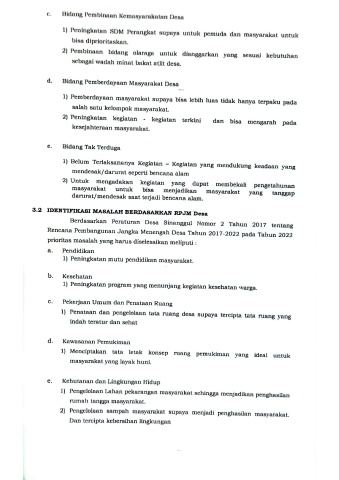 c. Bidang Pembinaan Kemasyarakatan Desa
1) Peningkatan SDM Perangkat supaya untuk pemuda dan masyarakat untuk
bisa diprioritaskan.
2) Pembinaan bidang olaraga untuk dianggarkan yang sesuai kebutuhan
sebagai wadah minat bakat atlit desa.
d. Bidang Pemberdayaan Masyarakat Desa
1) Pemberdayaan masyarakat supaya bisa lebih luas tidak hanya terpaku pada
salah satu kelompok masyarakat.
2) Peningkatan kegiatan - kegiatan terkini dan bisa mengarah pada
kesejahteraan masyarakat.
e. Bidang Tak Terduga
1) Belum Terlaksananya Kegiatan – Kegiatan yang mendukung keadaan yang
mendesak/darurat seperti bencana alam
2) Untuk mengadakan kegiatan yang dapat membekali pengetahunan
masyarakat untuk bisa menjadikan masyarakat yang tanggap
darurat/mendesak saat terjadi bencana alam.
3.2 IDENTIFIKASI MASALAH BERDASARKAN RPJM Desa
Berdasarkan Peraturan Desa Sinanggul Nomor 2 Tahun 2017 tentang
Rencana Pembangunan Jangka Menengah Desa Tahun 2017-2022 pada Tahun 2022
prioritas masalah yang harus diselesaikan meliputi :
a. Pendidikan
1) Peningkatan mutu pendidikan masyarakat.
b. Kesehatan
1) Peningkatan program yang menunjang kegiatan kesehatan warga.
c. Pekerjaan Umum dan Penataan Ruang
1) Penataan dan pengelolaan tata ruang desa supaya tercipta tata ruang yang
indah teratur dan sehat
d. Kawasanan Pemukiman
1) Menciptakan tata letak konsep ruang pemukiman yang ideal untuk
masyarakat yang layak huni.
e. Kehutanan dan Lingkungan Hidup
1) Pengelolaan Lahan pekarangan masyarakat sehingga menjadikan penghasilan
rumah tangga masyarakat.
2) Pengelolaan sampah masyarakat supaya menjadi penghasilan masyarakat.
Dan tercipta kebersihan lingkungan